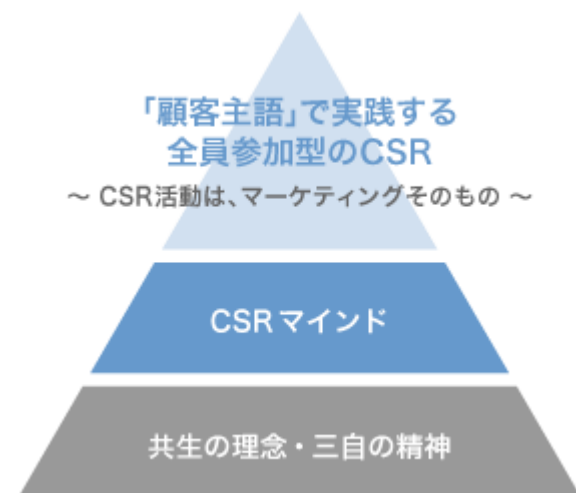 「顧客主語」で実践する
全員参加型のCSR
～ CSR活動は、マーケティングそのもの ～
CSRマインド
共生の理念・三自の精神